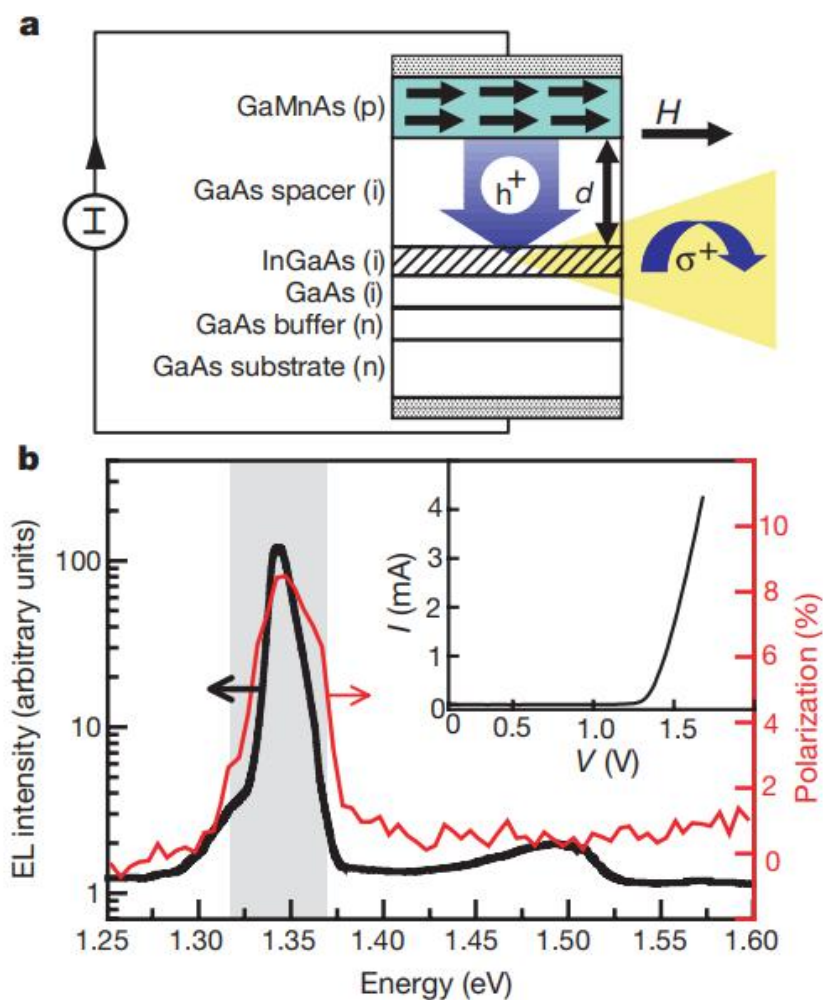 a
GaMnAs (p)
H
GaAs spacer (i)
h+
d
I
InGaAs (i)
σ+
GaAs (i)
GaAs buffer (n)
GaAs substrate (n)
b
EL intensity (arbitrary units)
100
10
1
I (mA)
4
3
2
1
0
0 0.5 1.0 1.5
V (V)
10
8
6
4
2
0
Polarization (%)
1.25 1.30 1.35 1.40 1.45 1.50 1.55 1.60
Energy (eV)